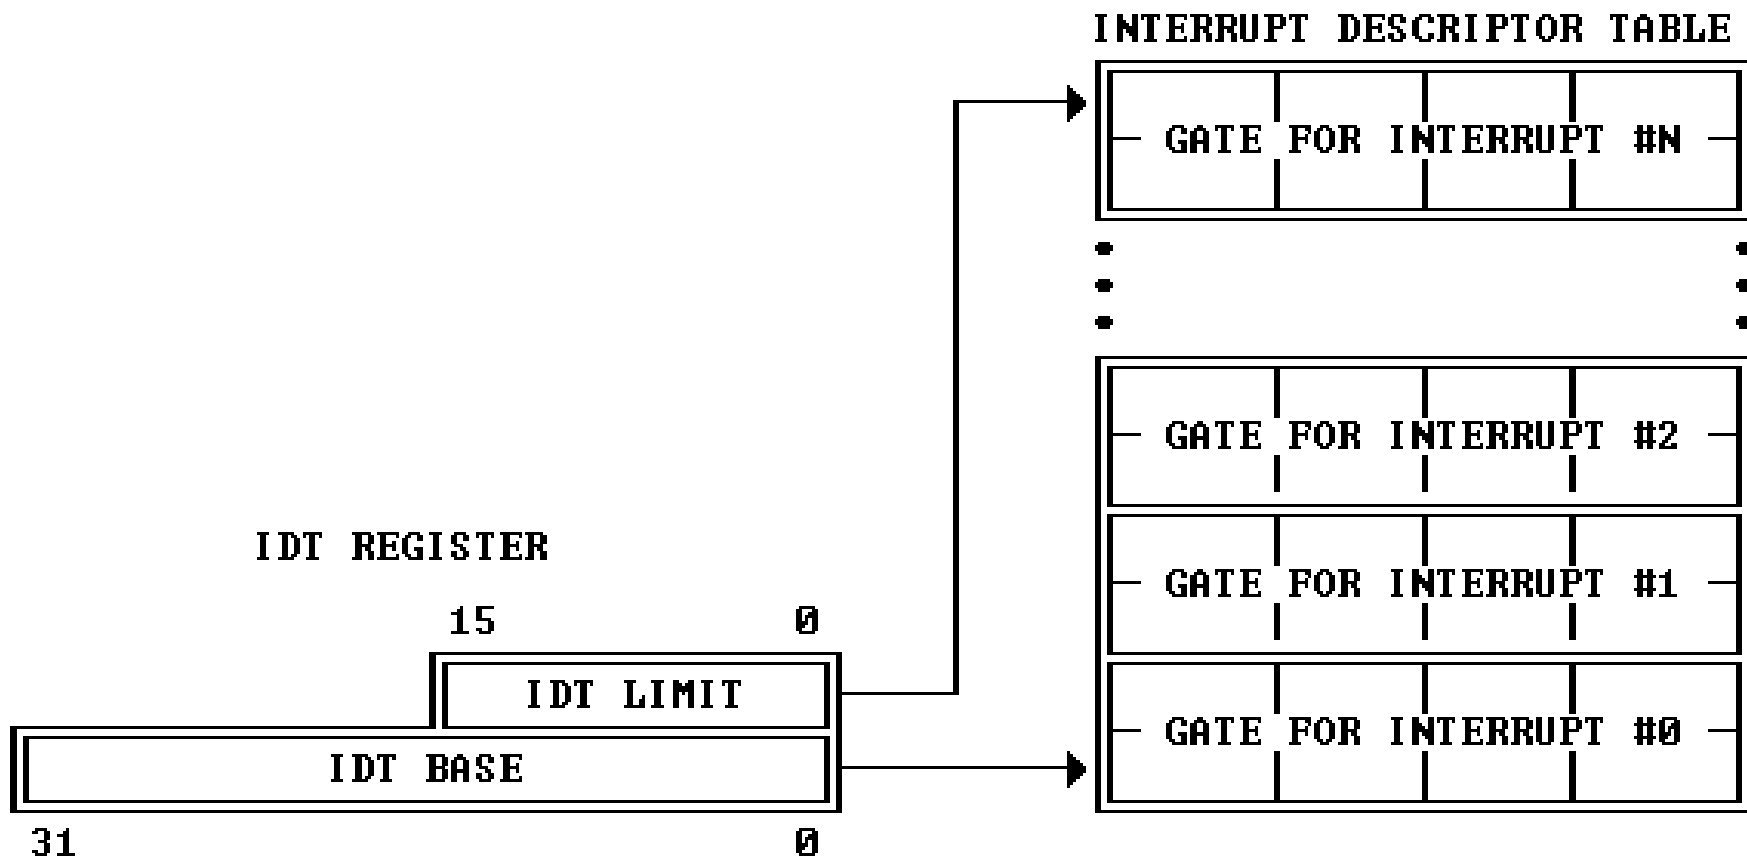 INTERRUPT DESCRIPTOR TABLE
GATE FOR INTERRUPT #N
GATE FOR INTERRUPT #2
IDT REGISTER
GATE FOR INTERRUPT #1
15 0
IDT LIMIT
GATE FOR INTERRUPT #0
IDT BASE
31 0